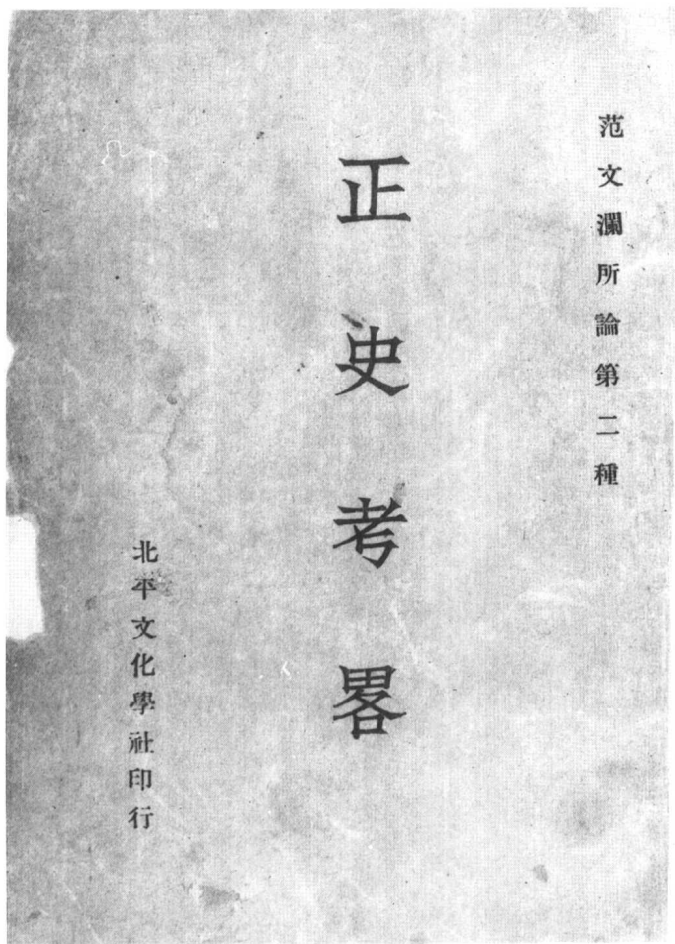 范文瀾所論第二種
正史考畧
北平文化學社印行